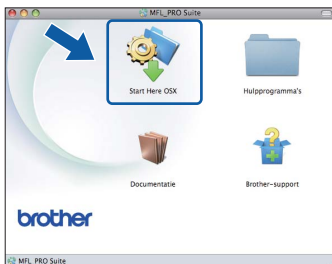 MFL_PRO Suite
Start Here OSX
Hulpprogramma's
Documentatie
Brother-support
brother
MFL_PRO Suite